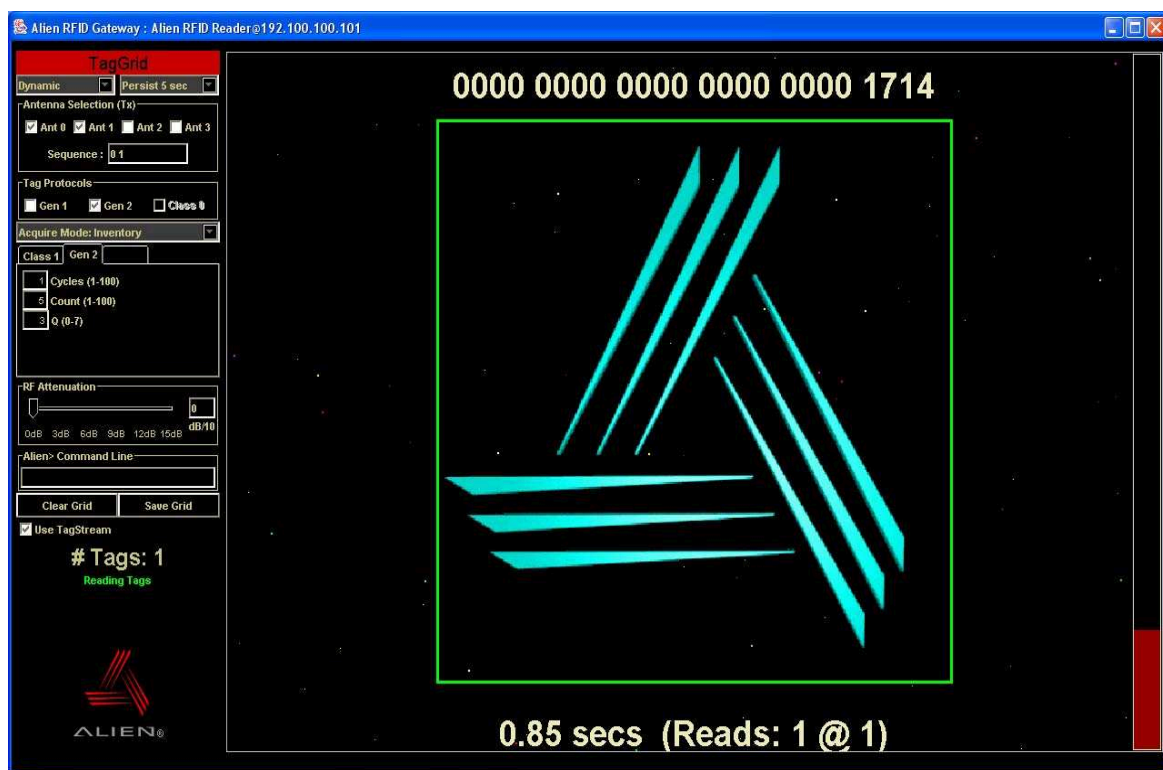 Alien RFID Gateway : Alien RFID Reader@192.100.100.101
TagGrid
Dynamic Persist 5 sec
Antenna Selection (Tx)
Ant 0 Ant 1 Ant 2 Ant 3
Sequence : 0 1
Tag Protocols
Gen 1 Gen 2 Class 0
Acquire Mode: Inventory
Class 1 Gen 2
1 Cycles (1-100)
5 Count (1-100)
3 Q (0-7)
RF Attenuation
0
dB/10
0dB 3dB 6dB 9dB 12dB 15dB
Alien> Command Line
Clear Grid Save Grid
Use TagStream
# Tags: 1
Reading Tags
ALIEN®
0000 0000 0000 0000 0000 1714
0.85 secs (Reads: 1 @ 1)